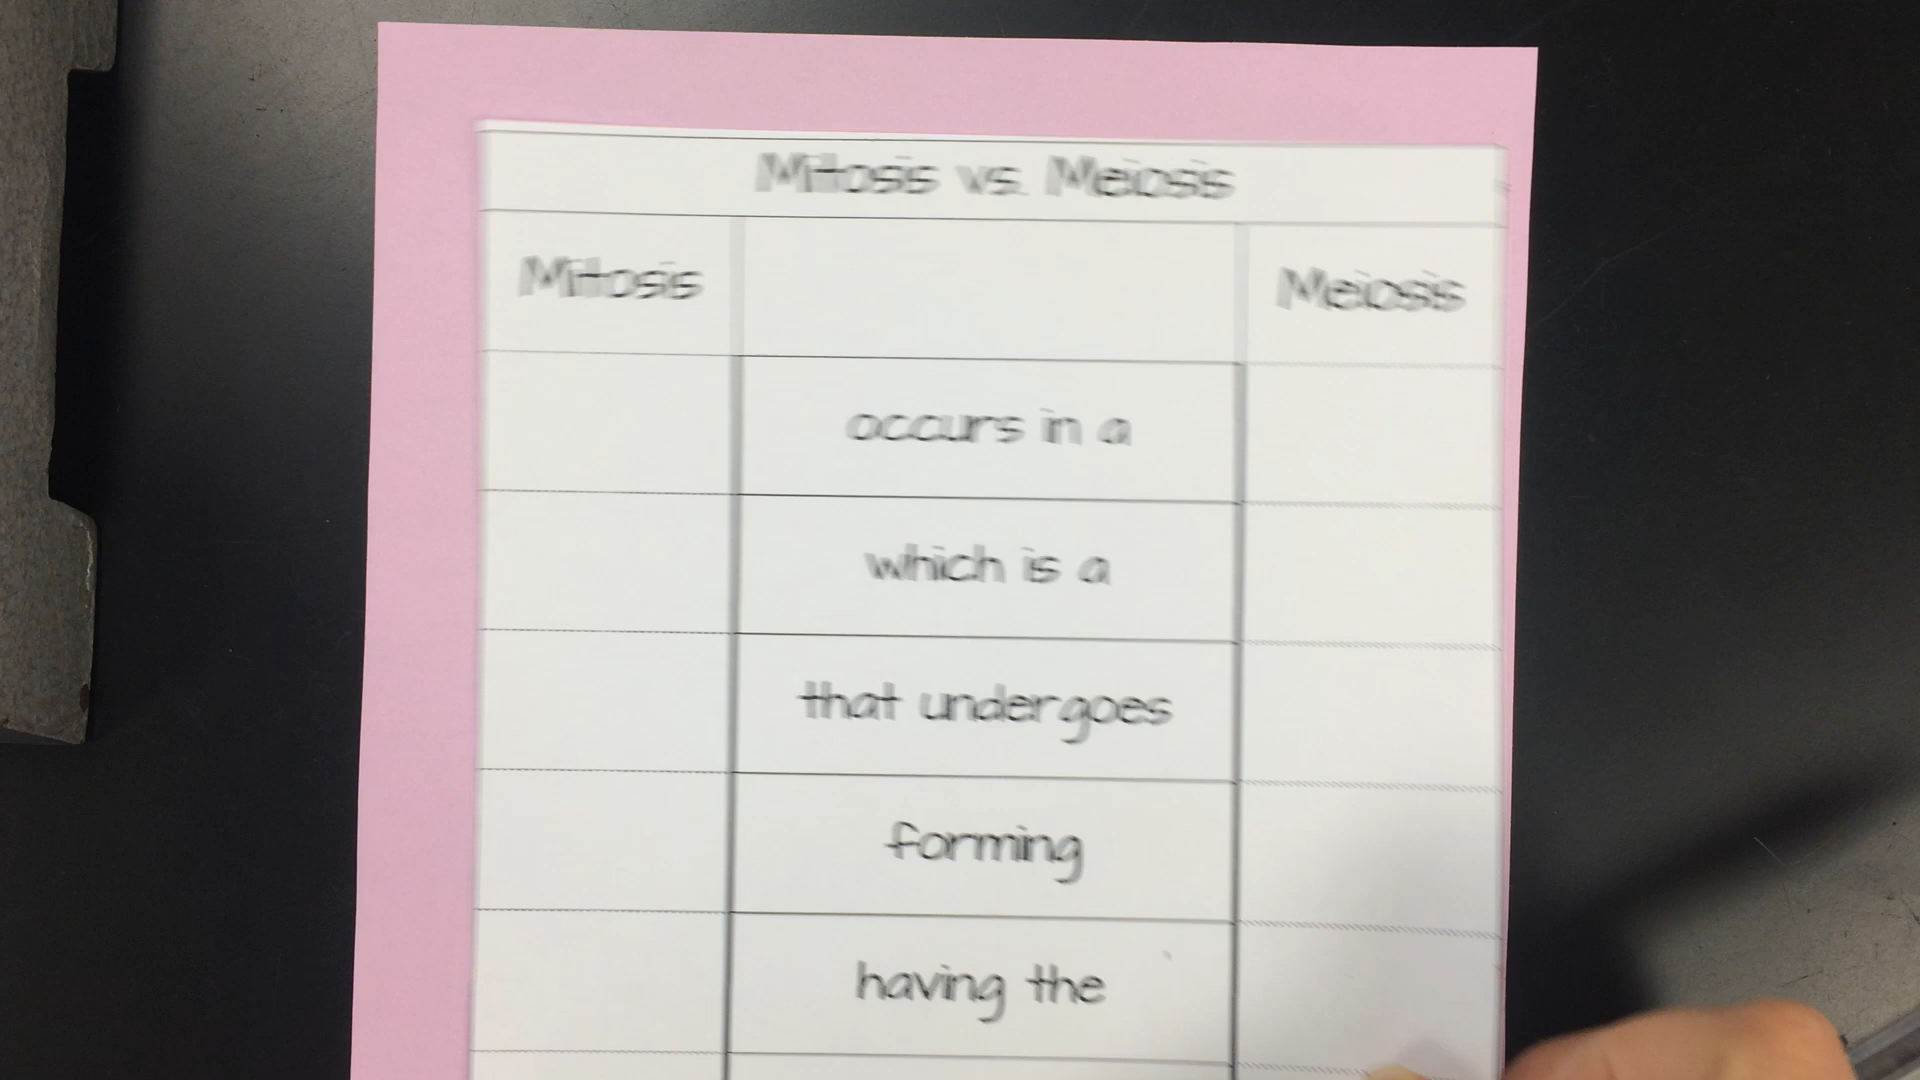 Mitosis vs. Meiosis
Mitosis Meiosis
occurs in a
which is a
that undergoes
forming
having the